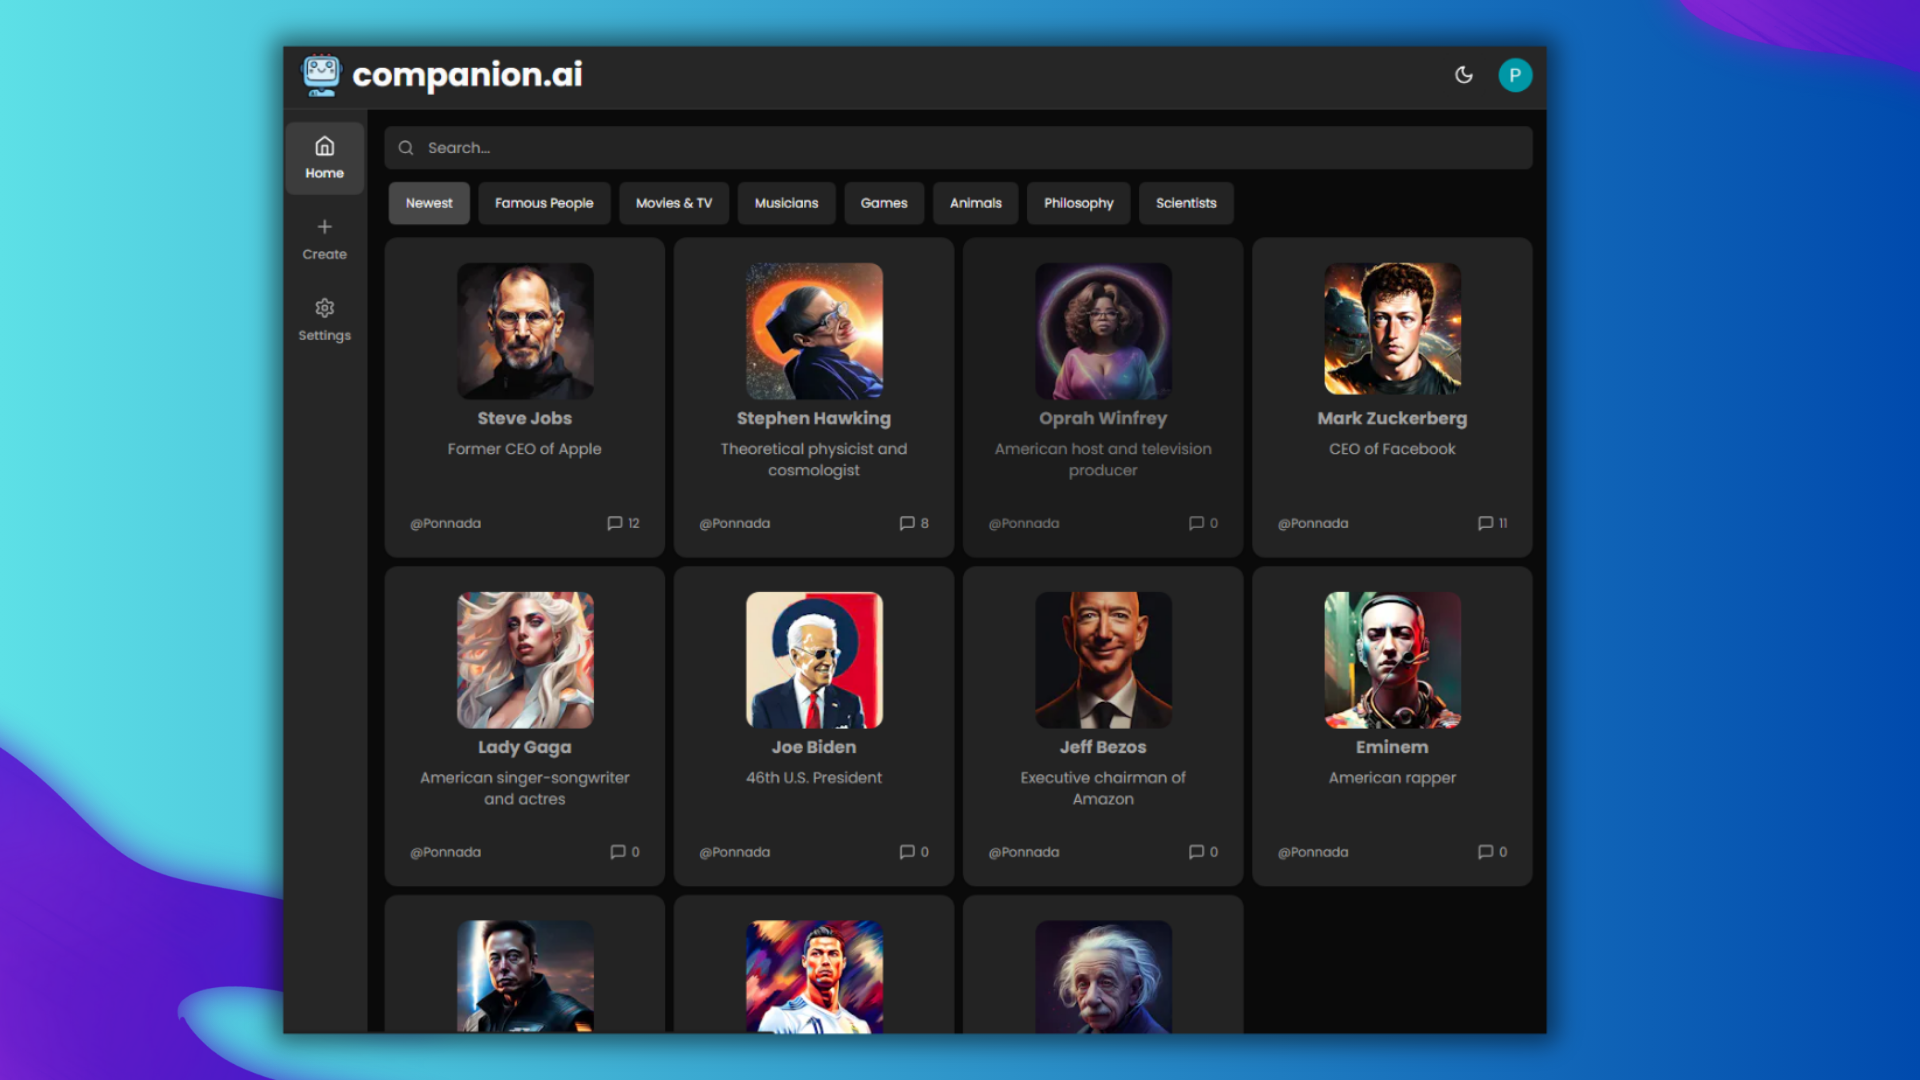 companion.ai
P
Home
Create
Settings
Search...
Newest
Famous People
Movies & TV
Musicians
Games
Animals
Philosophy
Scientists
Steve Jobs
Former CEO of Apple
@Ponnada
12
Stephen Hawking
Theoretical physicist and
cosmologist
@Ponnada
8
Oprah Winfrey
American host and television
producer
@Ponnada
0
Mark Zuckerberg
CEO of Facebook
@Ponnada
11
Lady Gaga
American singer-songwriter
and actres
@Ponnada
0
Joe Biden
46th U.S. President
@Ponnada
0
Jeff Bezos
Executive chairman of
Amazon
@Ponnada
0
Eminem
American rapper
@Ponnada
0